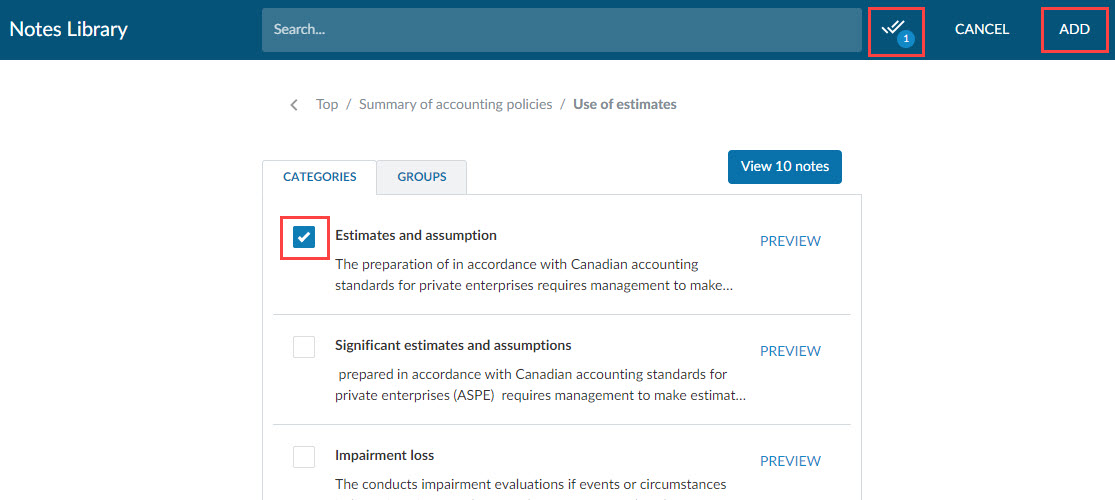 Notes Library
Search...
1
CANCEL
ADD
Top / Summary of accounting policies / Use of estimates
View 10 notes
CATEGORIES
GROUPS
Estimates and assumption
PREVIEW
The preparation of in accordance with Canadian accounting
standards for private enterprises requires management to make...
Significant estimates and assumptions
PREVIEW
prepared in accordance with Canadian accounting standards for
private enterprises (ASPE)  requires management to make estimat...
Impairment loss
PREVIEW
The conducts impairment evaluations if events or circumstances